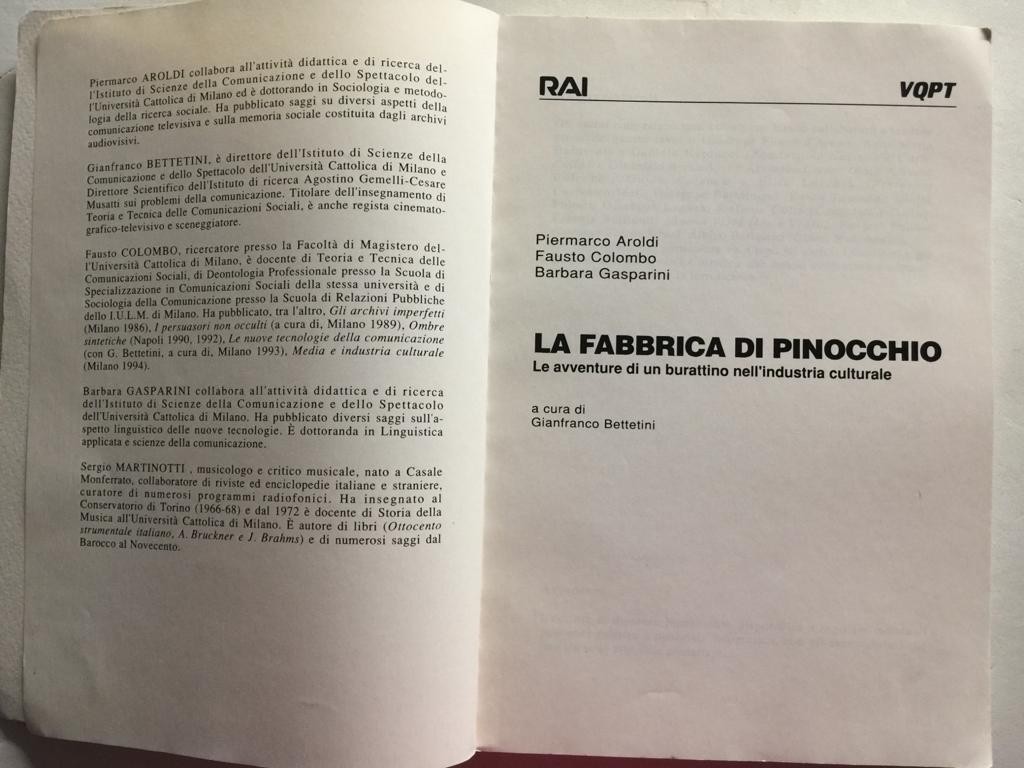 Piermarco AROLDI collabora all'attività didattica e di ricerca del-
l'Istituto di Scienze della Comunicazione e dello Spettacolo del-
l'Università Cattolica di Milano ed è dottorando in Sociologia e metodo-
logia della ricerca sociale. Ha pubblicato saggi su diversi aspetti della
comunicazione televisiva e sulla memoria sociale costituita dagli archivi
audiovisivi.
Gianfranco BETTETINI, è direttore dell'Istituto di Scienze della
Comunicazione e dello Spettacolo dell'Università Cattolica di Milano e
Direttore Scientifico dell'Istituto di ricerca Agostino Gemelli-Cesare
Musatti sui problemi della comunicazione. Titolare dell'insegnamento di
Teoria e Tecnica delle Comunicazioni Sociali, è anche regista cinemato-
grafico-televisivo e sceneggiatore.
Fausto COLOMBO, ricercatore presso la Facoltà di Magistero del-
l'Università Cattolica di Milano, è docente di Teoria e Tecnica delle
Comunicazioni Sociali, di Deontologia Professionale presso la Scuola di
Specializzazione in Comunicazioni Sociali della stessa università e di
Sociologia della Comunicazione presso la Scuola di Relazioni Pubbliche
dello I.U.L.M. di Milano. Ha pubblicato, tra l'altro, Gli archivi imperfetti
(Milano 1986), I persuasori non occulti (a cura di, Milano 1989), Ombre
sintetiche (Napoli 1990, 1992), Le nuove tecnologie della comunicazione
(con G. Bettetini, a cura di, Milano 1993), Media e industria culturale
(Milano 1994).
Barbara GASPARINI collabora all'attività didattica e di ricerca
dell'Istituto di Scienze della Comunicazione e dello Spettacolo
dell'Università Cattolica di Milano. Ha pubblicato diversi saggi sull'a-
spetto linguistico delle nuove tecnologie. È dottoranda in Linguistica
applicata e scienze della comunicazione.
Sergio MARTINOTTI , musicologo e critico musicale, nato a Casale
Monferrato, collaboratore di riviste ed enciclopedie italiane e straniere,
curatore di numerosi programmi radiofonici. Ha insegnato al
Conservatorio di Torino (1966-68) e dal 1972 è docente di Storia della
Musica all'Università Cattolica di Milano. È autore di libri (Ottocento
strumentale italiano, A. Bruckner e J. Brahms) e di numerosi saggi dal
Barocco al Novecento.
RAI VQPT
Piermarco Aroldi
Fausto Colombo
Barbara Gasparini
LA FABBRICA DI PINOCCHIO
Le avventure di un burattino nell'industria culturale
a cura di
Gianfranco Bettetini